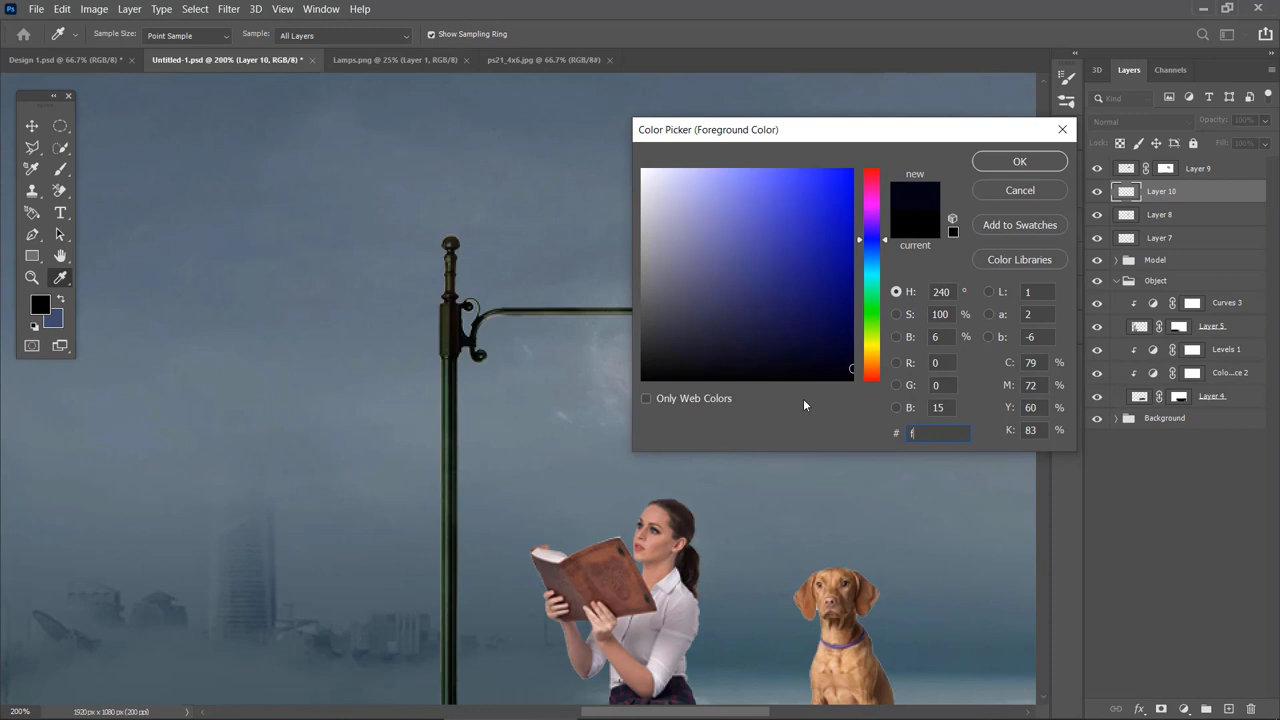 Ps File Edit Image Layer Type Select Filter 3D View Window Help
Sample Size: Point Sample Sample: All Layers Show Sampling Ring
Design 1.psd @ 66.7% (RGB/8) * Untitled-1.psd @ 200% (Layer 10, RGB/8) * Lamps.png @ 25% (Layer 1, RGB/8) ps21_4x6.jpg @ 66.7% (RGB/8#)
3D Layers Channels
Kind
Normal Opacity: 100%
Lock: Fill: 100%
Color Picker (Foreground Color)
new
current
OK
Cancel
Add to Swatches
Color Libraries
H: 240 ° L: 1
S: 100 % a: 2
B: 6 % b: -6
R: 0 C: 79 %
G: 0 M: 72 %
B: 15 Y: 60 %
# f K: 83 %
Only Web Colors
Layer 9
Layer 10
Layer 8
Layer 7
Model
Object
Curves 3
Layer 5
Levels 1
Colo...ce 2
Layer 4
Background
200% 1920 px x 1080 px (200 ppi)